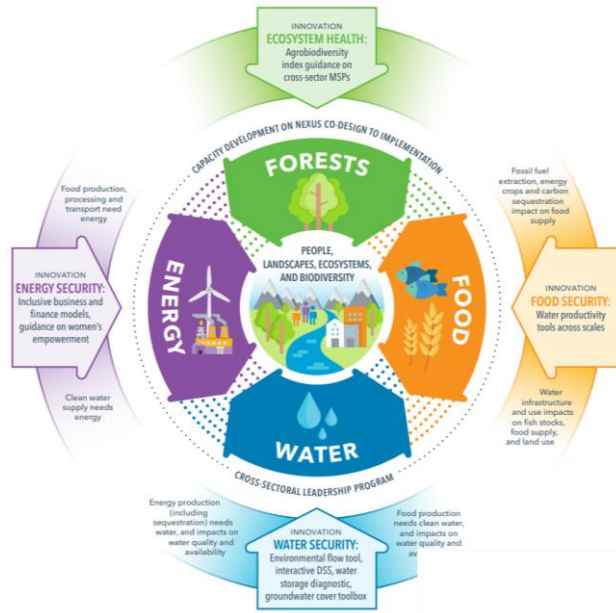 INNOVATION
ECOSYSTEM HEALTH:
Agrobiodiversity
index guidance on
cross-sector MSPs
CAPACITY DEVELOPMENT ON NEXUS CO-DESIGN TO IMPLEMENTATION
FORESTS
Food production,
processing and
transport need
energy
Fossil fuel
extraction, energy
crops and carbon
sequestration
impact on food
supply
PEOPLE,
LANDSCAPES, ECOSYSTEMS,
AND BIODIVERSITY
ENERGY
FOOD
INNOVATION
ENERGY SECURITY:
Inclusive business and
finance models,
guidance on women's
empowerment
INNOVATION
FOOD SECURITY:
Water productivity
tools across scales
Clean water
supply needs
energy
Water
infrastructure
and use impacts
on fish stocks,
food supply,
and land use
WATER
CROSS-SECTORAL LEADERSHIP PROGRAM
Energy production
(including
sequestration) needs
water, and impacts on
water quality and
availability
Food production
needs clean water,
and impacts on
water quality and
INNOVATION
WATER SECURITY:
Environmental flow tool,
interactive DSS, water
storage diagnostic,
groundwater cover toolbox